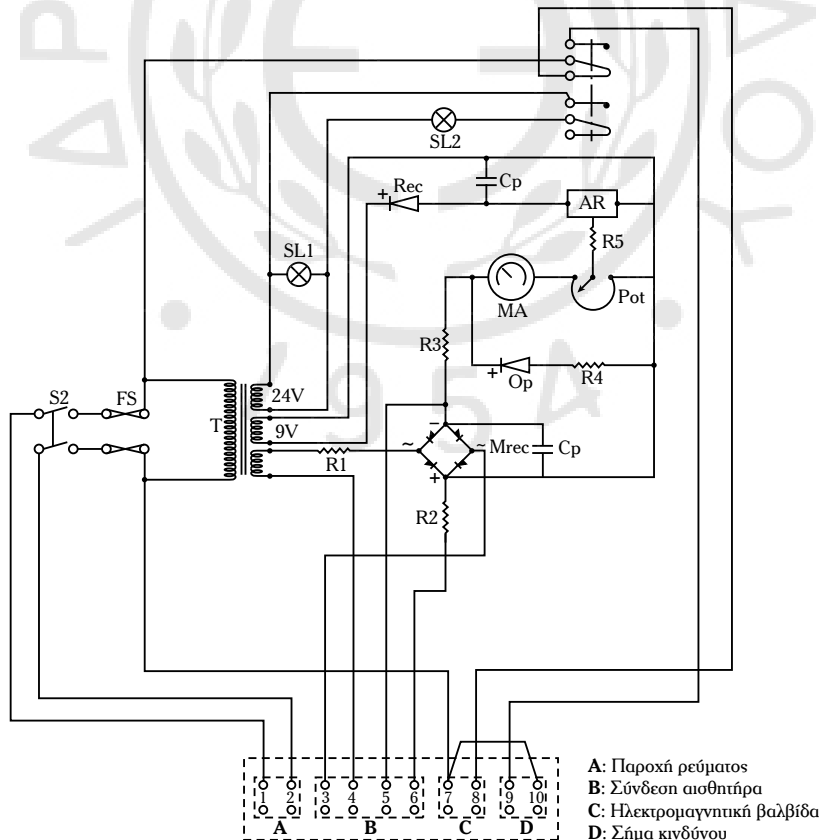 SL2
Rec
Cp
AR
R5
SL1
MA
Pot
R3
Op
R4
S2
FS
T
24V
9V
R1
~
−
~
Mrec
Cp
+
+
+
R2
1 2 3 4 5 6 7 8 9 10
A B C D
A: Παροχή ρεύματος
B: Σύνδεση αισθητήρα
C: Ηλεκτρομαγνητική βαλβίδα
D: Σήμα κινδύνου
1954